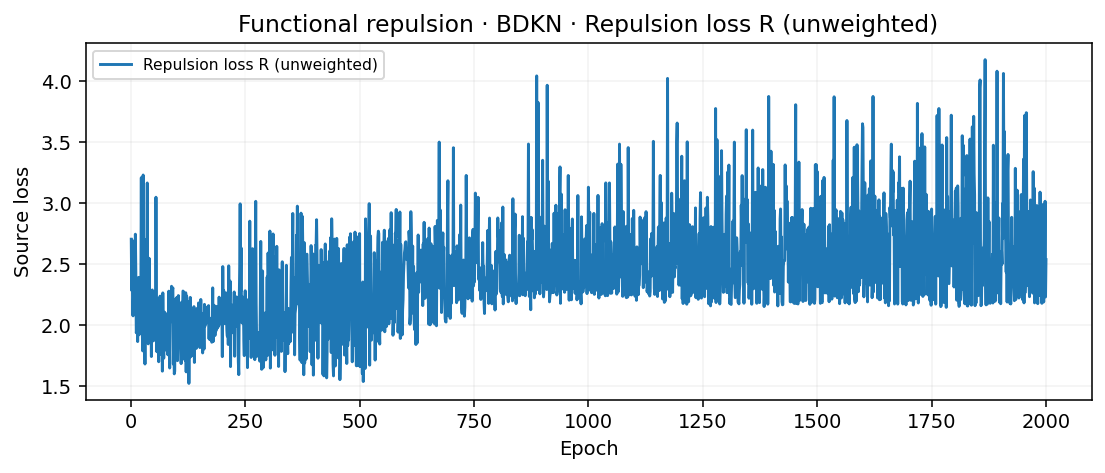 Functional repulsion · BDKN · Repulsion loss R (unweighted)
Repulsion loss R (unweighted)
Source loss
4.0
3.5
3.0
2.5
2.0
1.5
0 250 500 750 1000 1250 1500 1750 2000
Epoch